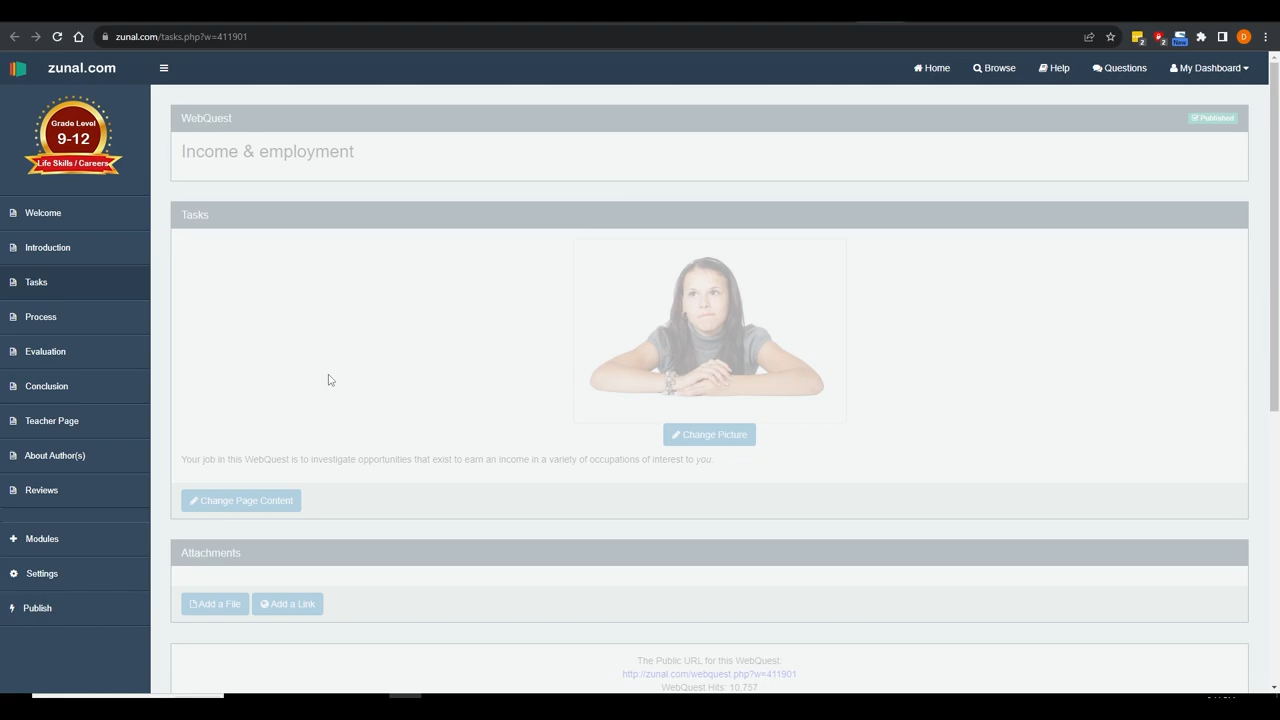 zunal.com/tasks.php?w=411901
2
2
New
D
zunal.com
Home
Browse
Help
Questions
My Dashboard
Grade Level
9-12
Life Skills / Careers
Welcome
Introduction
Tasks
Process
Evaluation
Conclusion
Teacher Page
About Author(s)
Reviews
Modules
Settings
Publish
WebQuest
Published
Income & employment
Tasks
Change Picture
Your job in this WebQuest is to investigate opportunities that exist to earn an income in a variety of occupations of interest to you.
Change Page Content
Attachments
Add a File
Add a Link
The Public URL for this WebQuest:
http://zunal.com/webquest.php?w=411901
WebQuest Hits: 10,757